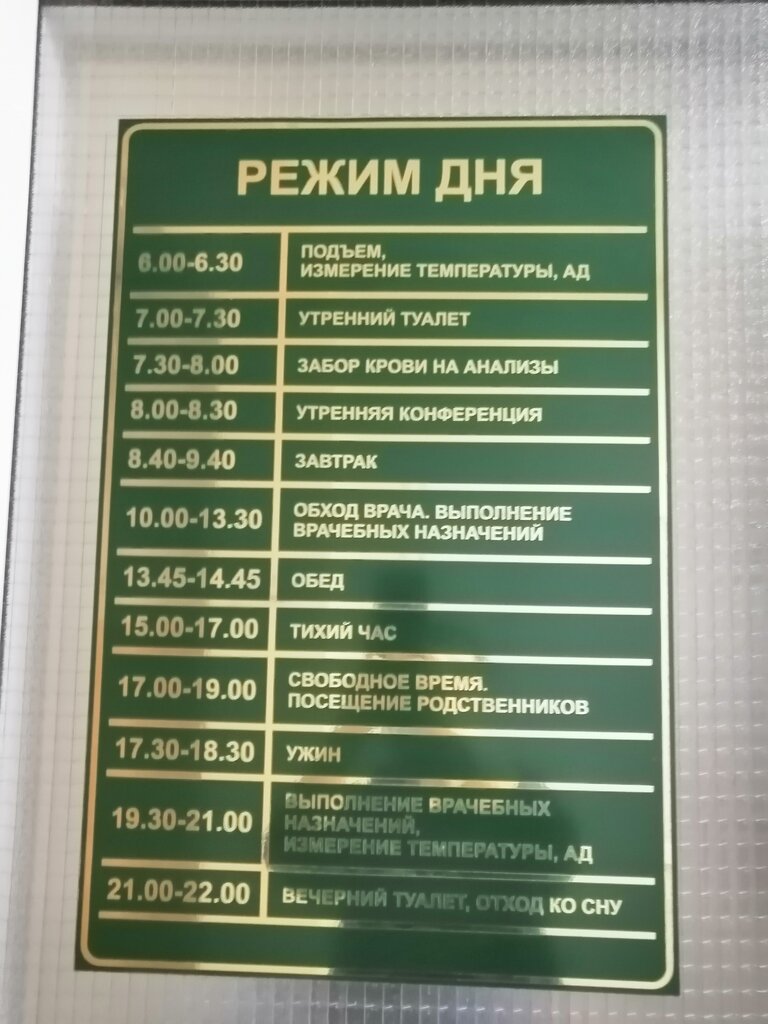 РЕЖИМ ДНЯ
6.00-6.30 ПОДЪЕМ,
ИЗМЕРЕНИЕ ТЕМПЕРАТУРЫ, АД
7.00-7.30 УТРЕННИЙ ТУАЛЕТ
7.30-8.00 ЗАБОР КРОВИ НА АНАЛИЗЫ
8.00-8.30 УТРЕННЯЯ КОНФЕРЕНЦИЯ
8.40-9.40 ЗАВТРАК
10.00-13.30 ОБХОД ВРАЧА. ВЫПОЛНЕНИЕ
ВРАЧЕБНЫХ НАЗНАЧЕНИЙ
13.45-14.45 ОБЕД
15.00-17.00 ТИХИЙ ЧАС
17.00-19.00 СВОБОДНОЕ ВРЕМЯ.
ПОСЕЩЕНИЕ РОДСТВЕННИКОВ
17.30-18.30 УЖИН
19.30-21.00 ВЫПОЛНЕНИЕ ВРАЧЕБНЫХ
НАЗНАЧЕНИЙ,
ИЗМЕРЕНИЕ ТЕМПЕРАТУРЫ, АД
21.00-22.00 ВЕЧЕРНИЙ ТУАЛЕТ, ОТХОД КО СНУ